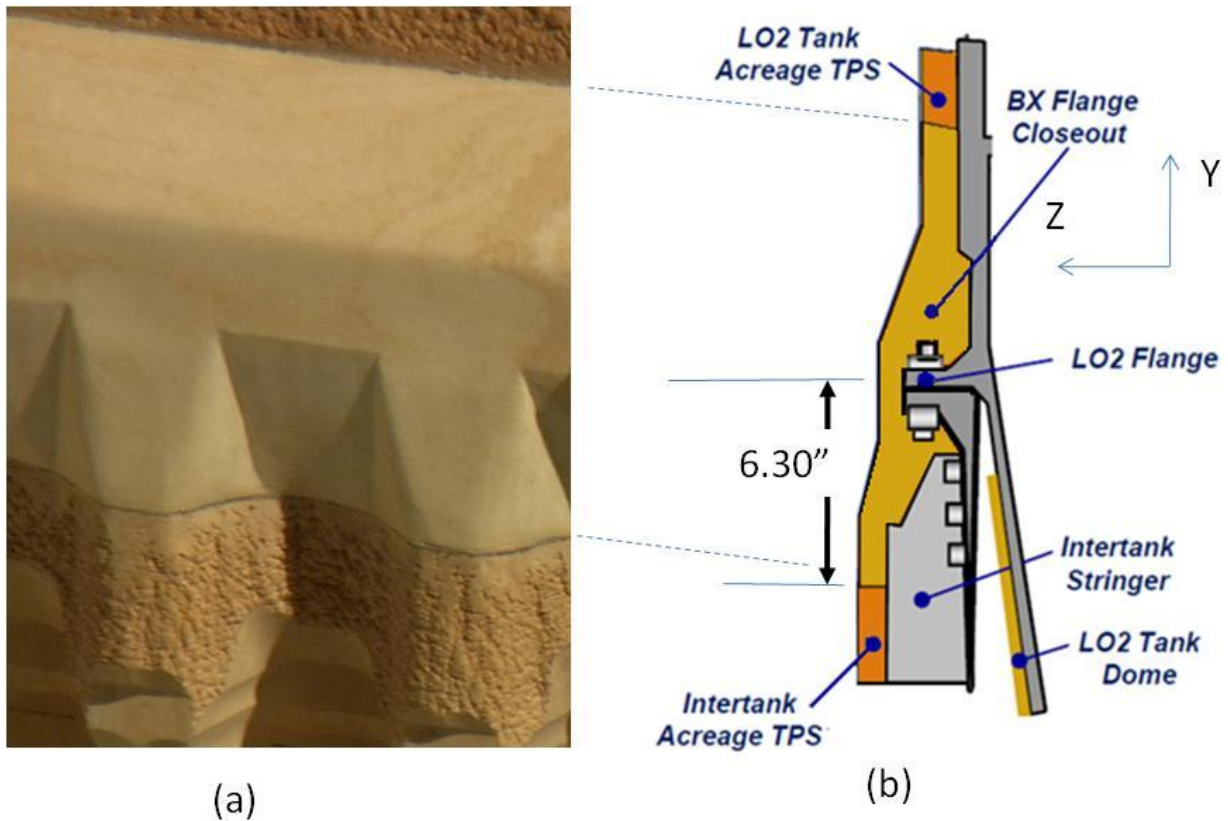 LO2 Tank
Acreage TPS
BX Flange
Closeout
Y
Z
LO2 Flange
6.30”
Intertank
Stringer
LO2 Tank
Dome
Intertank
Acreage TPS
(a)
(b)